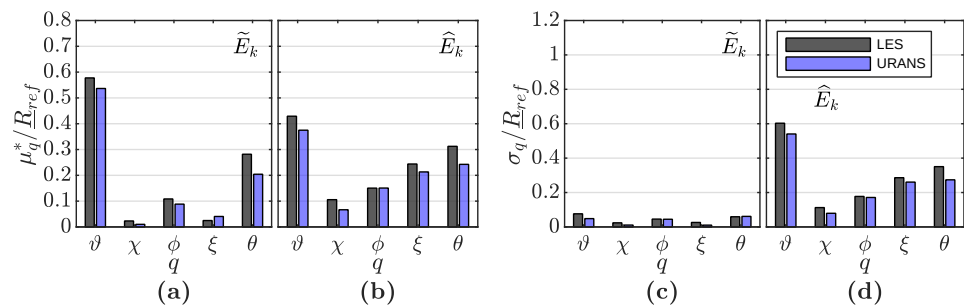 0.8
0.7
0.6
0.5
0.4
0.3
0.2
0.1
0
μ*q/Rref
Ẽk
ϑ χ ϕ ξ θ
q
(a)
Êk
ϑ χ ϕ ξ θ
q
(b)
1.2
1
0.8
0.6
0.4
0.2
0
σq/Rref
Ẽk
ϑ χ ϕ ξ θ
q
(c)
LES
URANS
Êk
ϑ χ ϕ ξ θ
q
(d)